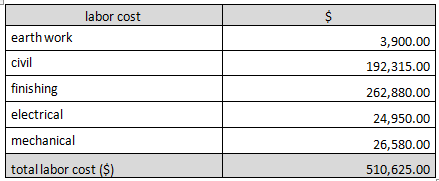 labor cost $
earth work 3,900.00
civil 192,315.00
finishing 262,880.00
electrical 24,950.00
mechanical 26,580.00
total labor cost ($) 510,625.00